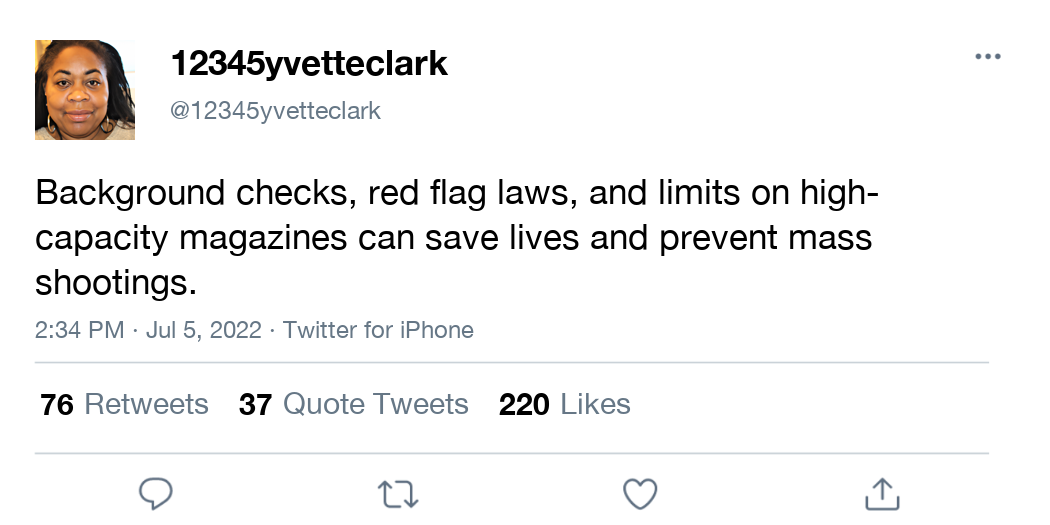 12345yvetteclark
@12345yvetteclark
Background checks, red flag laws, and limits on high-
capacity magazines can save lives and prevent mass
shootings.
2:34 PM · Jul 5, 2022 · Twitter for iPhone
76 Retweets 37 Quote Tweets 220 Likes